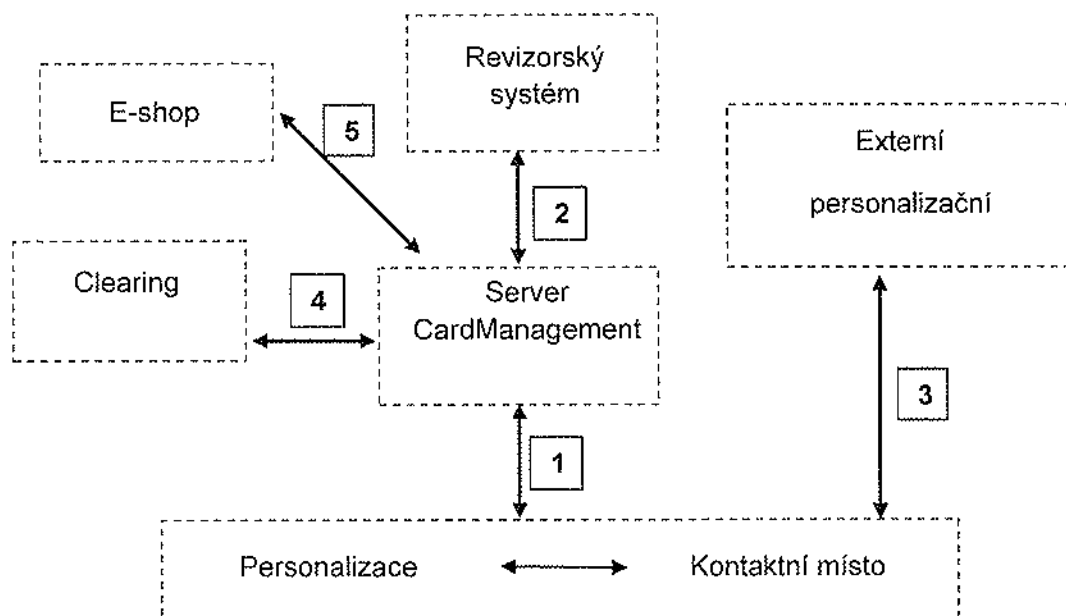 Revizorský
systém
E-shop
5
Externí
personalizační
2
Clearing
4
Server
CardManagement
3
1
Personalizace
Kontaktní místo